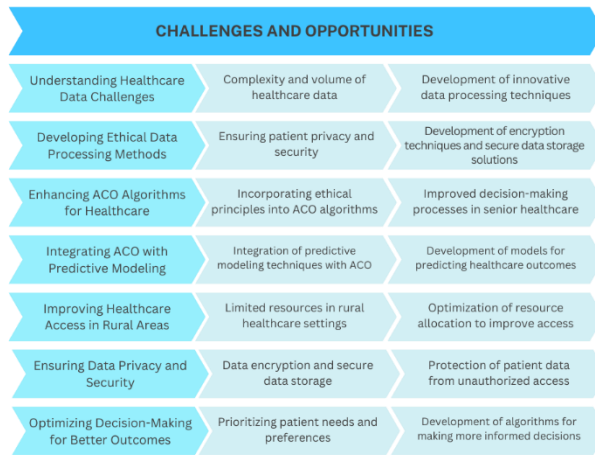 CHALLENGES AND OPPORTUNITIES
Understanding Healthcare
Data Challenges
Complexity and volume of
healthcare data
Development of innovative
data processing techniques
Developing Ethical Data
Processing Methods
Ensuring patient privacy and
security
Development of encryption
techniques and secure data storage
solutions
Enhancing ACO Algorithms
for Healthcare
Incorporating ethical
principles into ACO algorithms
Improved decision-making
processes in senior healthcare
Integrating ACO with
Predictive Modeling
Integration of predictive
modeling techniques with ACO
Development of models for
predicting healthcare outcomes
Improving Healthcare
Access in Rural Areas
Limited resources in rural
healthcare settings
Optimization of resource
allocation to improve access
Ensuring Data Privacy and
Security
Data encryption and secure
data storage
Protection of patient data
from unauthorized access
Optimizing Decision-Making
for Better Outcomes
Prioritizing patient needs and
preferences
Development of algorithms for
making more informed decisions